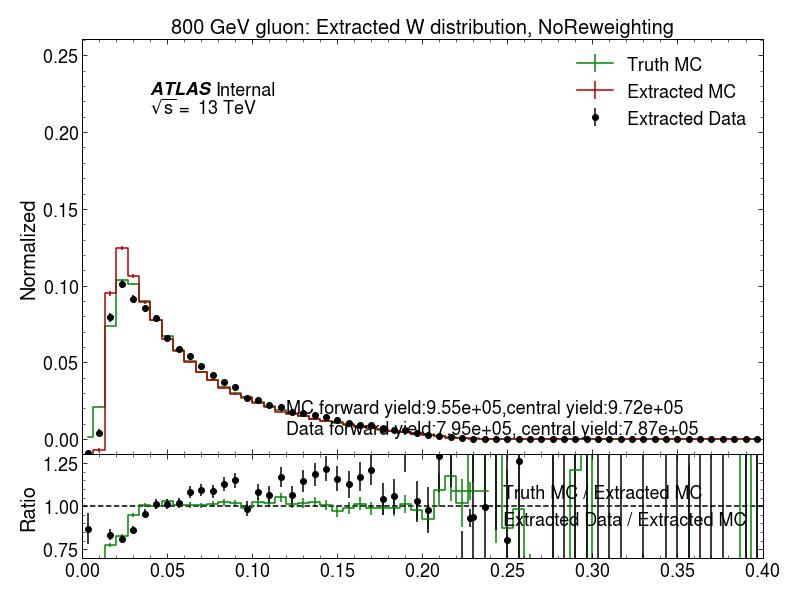 800 GeV gluon: Extracted W distribution, NoReweighting
ATLAS Internal
√s = 13 TeV
Truth MC
Extracted MC
Extracted Data
Normalized
0.25
0.20
0.15
0.10
0.05
0.00
MC forward yield:9.55e+05,central yield:9.72e+05
Data forward yield:7.95e+05, central yield:7.87e+05
Ratio
1.25
1.00
0.75
Truth MC / Extracted MC
Extracted Data / Extracted MC
0.00 0.05 0.10 0.15 0.20 0.25 0.30 0.35 0.40